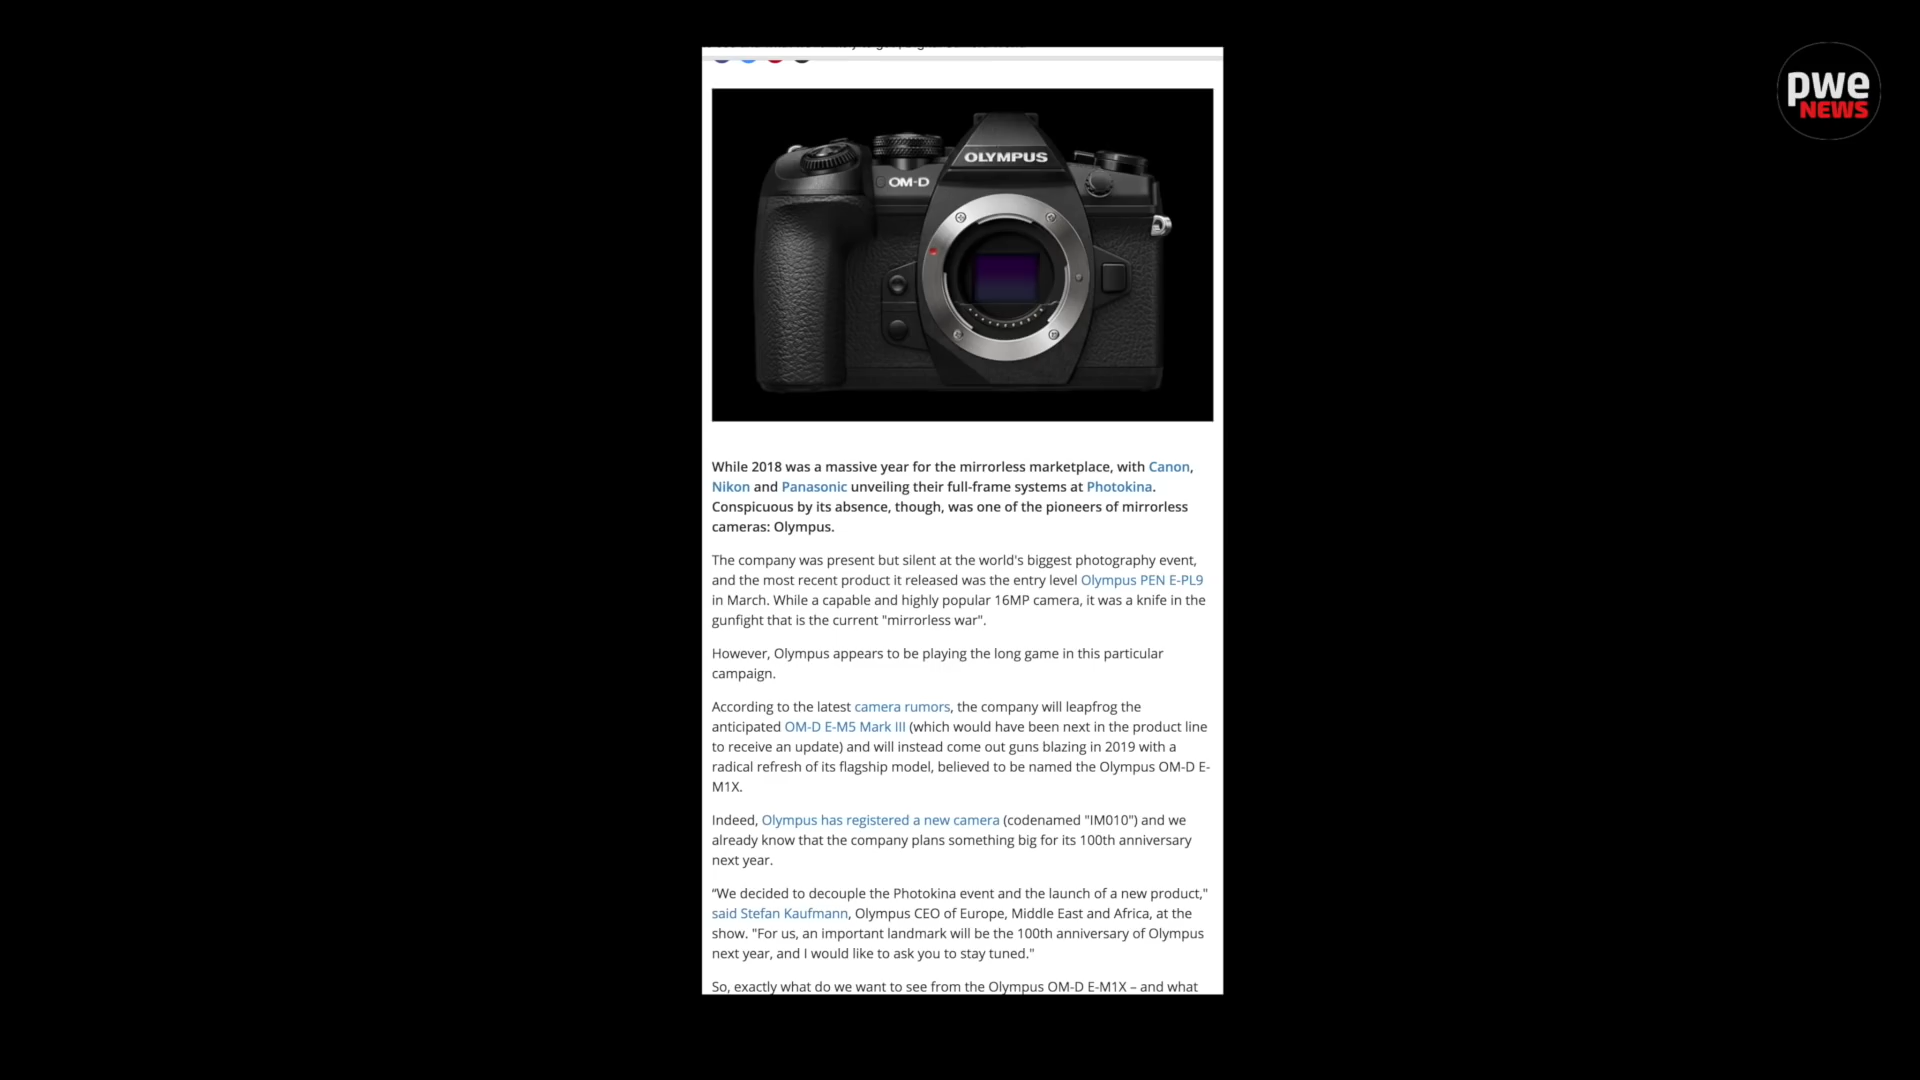 pwe
NEWS
OLYMPUS
OM-D
While 2018 was a massive year for the mirrorless marketplace, with Canon,
Nikon and Panasonic unveiling their full-frame systems at Photokina.
Conspicuous by its absence, though, was one of the pioneers of mirrorless
cameras: Olympus.
The company was present but silent at the world's biggest photography event,
and the most recent product it released was the entry level Olympus PEN E-PL9
in March. While a capable and highly popular 16MP camera, it was a knife in the
gunfight that is the current "mirrorless war".
However, Olympus appears to be playing the long game in this particular
campaign.
According to the latest camera rumors, the company will leapfrog the
anticipated OM-D E-M5 Mark III (which would have been next in the product line
to receive an update) and will instead come out guns blazing in 2019 with a
radical refresh of its flagship model, believed to be named the Olympus OM-D E-
M1X.
Indeed, Olympus has registered a new camera (codenamed "IM010") and we
already know that the company plans something big for its 100th anniversary
next year.
“We decided to decouple the Photokina event and the launch of a new product,"
said Stefan Kaufmann, Olympus CEO of Europe, Middle East and Africa, at the
show. "For us, an important landmark will be the 100th anniversary of Olympus
next year, and I would like to ask you to stay tuned."
So, exactly what do we want to see from the Olympus OM-D E-M1X – and what